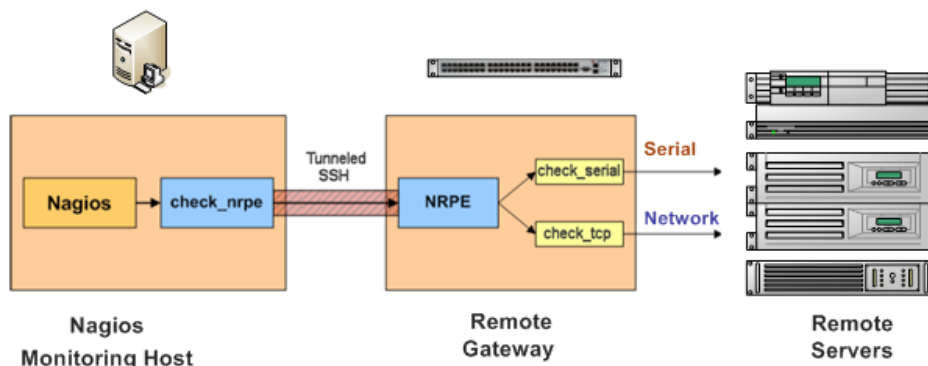 Tunneled
SSH
Serial
check_serial
Nagios
check_nrpe
NRPE
Network
check_tcp
Nagios
Monitoring Host
Remote
Gateway
Remote
Servers